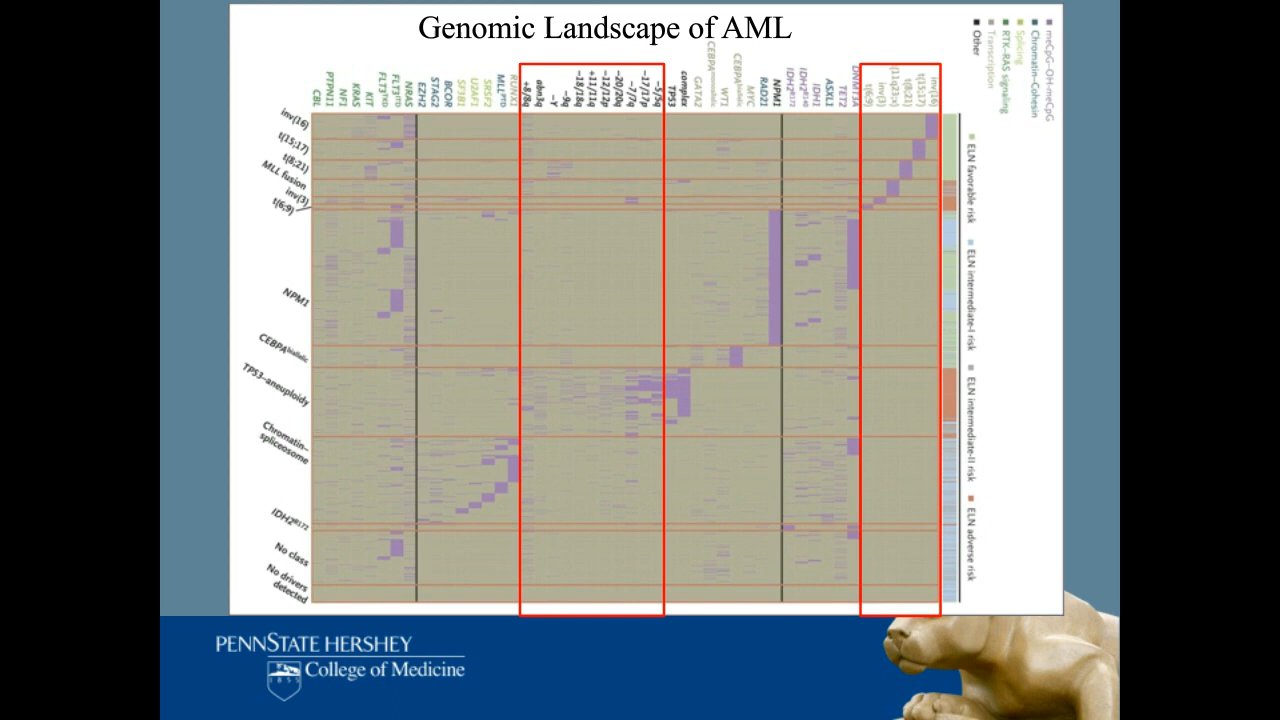 Genomic Landscape of AML
CBL
PTPN11
NF1
KRAS
KIT
FLT3ᵀᴷᴰ
FLT3ᴵᵀᴰ
NRAS
EZH2
STAG2
BCOR
SF3B1
U2AF1
SRSF2
MLLᴾᵀᴰ
RUNX1
+8/8q
abn3q
−9q
−Y
−18/18q
+11/11q
−12/12p
−20/20q
−7/7q
−17/17p
−5/5q
TP53
complex
GATA2
CEBPAᵐᵒⁿᵒᵃˡˡᵉˡⁱᶜ
WT1
CEBPAᵇⁱᵃˡˡᵉˡⁱᶜ
MYC
RAD21
NPM1
IDH2ᴿ¹⁷²
IDH2ᴿ¹⁴⁰
IDH1
ASXL1
TET2
DNMT3A
t(6;9)
inv(3)
t(11q23;x)
t(8;21)
t(15;17)
inv(16)
Other
Transcription
Splicing
RTK–RAS signaling
Chromatin–Cohesin
meCpG–OH-meCpG
inv(16)
t(15;17)
t(8;21)
MLL fusion
inv(3)
t(6;9)
NPM1
CEBPAᵇⁱᵃˡˡᵉˡⁱᶜ
TP53–aneuploidy
Chromatin–
spliceosome
IDH2ᴿ¹⁷²
No class
No drivers
detected
ELN favorable risk
ELN intermediate-I risk
ELN intermediate-II risk
ELN adverse risk
PENNSTATE HERSHEY
College of Medicine
1855